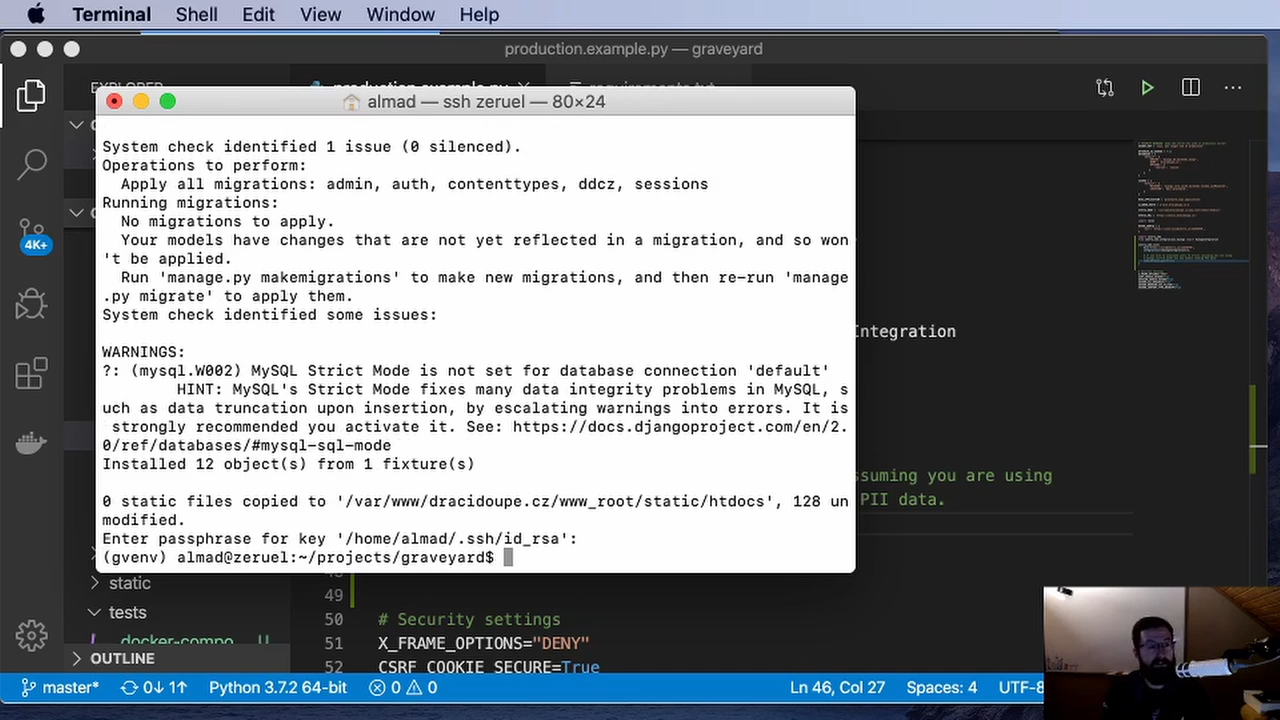 Terminal Shell Edit View Window Help
production.example.py — graveyard
EXPLORER
production.example.py
requirements.txt
almad — ssh zeruel — 80×24
System check identified 1 issue (0 silenced).
Operations to perform:
Apply all migrations: admin, auth, contenttypes, ddcz, sessions
Running migrations:
No migrations to apply.
Your models have changes that are not yet reflected in a migration, and so won
't be applied.
Run 'manage.py makemigrations' to make new migrations, and then re-run 'manage
.py migrate' to apply them.
System check identified some issues:
WARNINGS:
?: (mysql.W002) MySQL Strict Mode is not set for database connection 'default'
HINT: MySQL's Strict Mode fixes many data integrity problems in MySQL, s
uch as data truncation upon insertion, by escalating warnings into errors. It is
strongly recommended you activate it. See: https://docs.djangoproject.com/en/2.
0/ref/databases/#mysql-sql-mode
Installed 12 object(s) from 1 fixture(s)
0 static files copied to '/var/www/dracidoupe.cz/www_root/static/htdocs', 128 un
modified.
Enter passphrase for key '/home/almad/.ssh/id_rsa':
(gvenv) almad@zeruel:~/projects/graveyard$
4K+
Integration
ssuming you are using
PII data.
static
tests
docker-compo U
OUTLINE
49
50 # Security settings
51 X_FRAME_OPTIONS="DENY"
52 CSRF_COOKIE_SECURE=True
master* 0↓ 1↑ Python 3.7.2 64-bit 0 0 Ln 46, Col 27 Spaces: 4 UTF-8